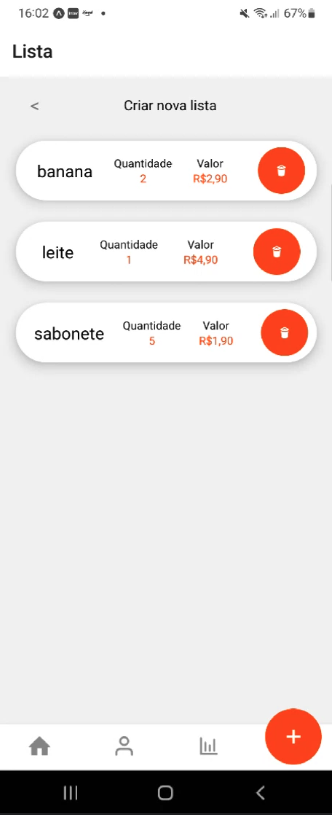 16:02 67%
Lista
< Criar nova lista
banana Quantidade Valor
2 R$2,90
leite Quantidade Valor
1 R$4,90
sabonete Quantidade Valor
5 R$1,90
+